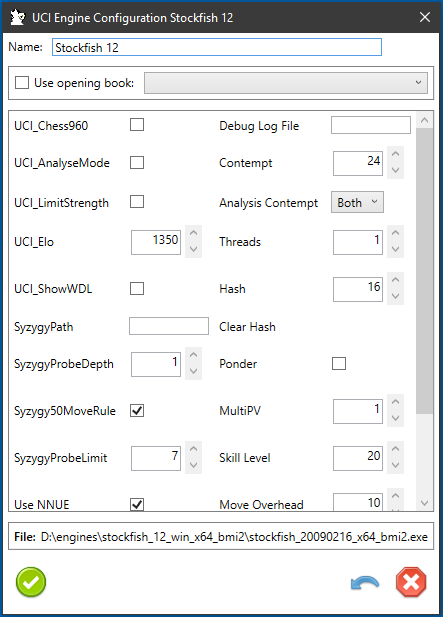 UCI Engine Configuration Stockfish 12
Name: Stockfish 12
Use opening book:
UCI_Chess960 Debug Log File
UCI_AnalyseMode Contempt 24
UCI_LimitStrength Analysis Contempt Both
UCI_Elo 1350 Threads 1
UCI_ShowWDL Hash 16
SyzygyPath Clear Hash
SyzygyProbeDepth 1 Ponder
Syzygy50MoveRule MultiPV 1
SyzygyProbeLimit 7 Skill Level 20
Use NNUE Move Overhead 10
File: D:\engines\stockfish_12_win_x64_bmi2\stockfish_20090216_x64_bmi2.exe